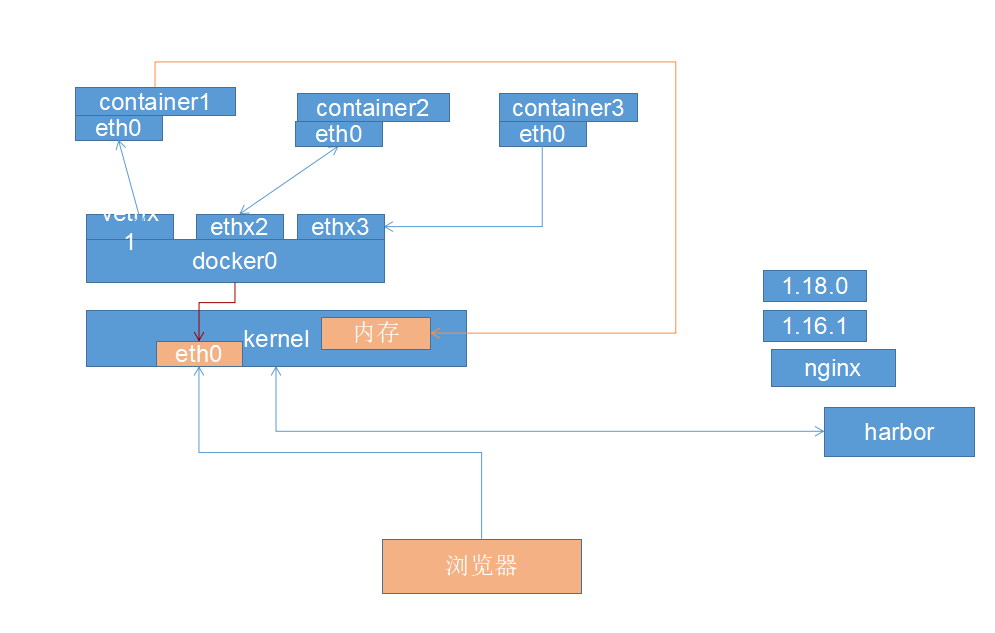 container1
eth0
container2
eth0
container3
eth0
vethx
1
ethx2
ethx3
docker0
kernel
内存
eth0
1.18.0
1.16.1
nginx
harbor
浏览器